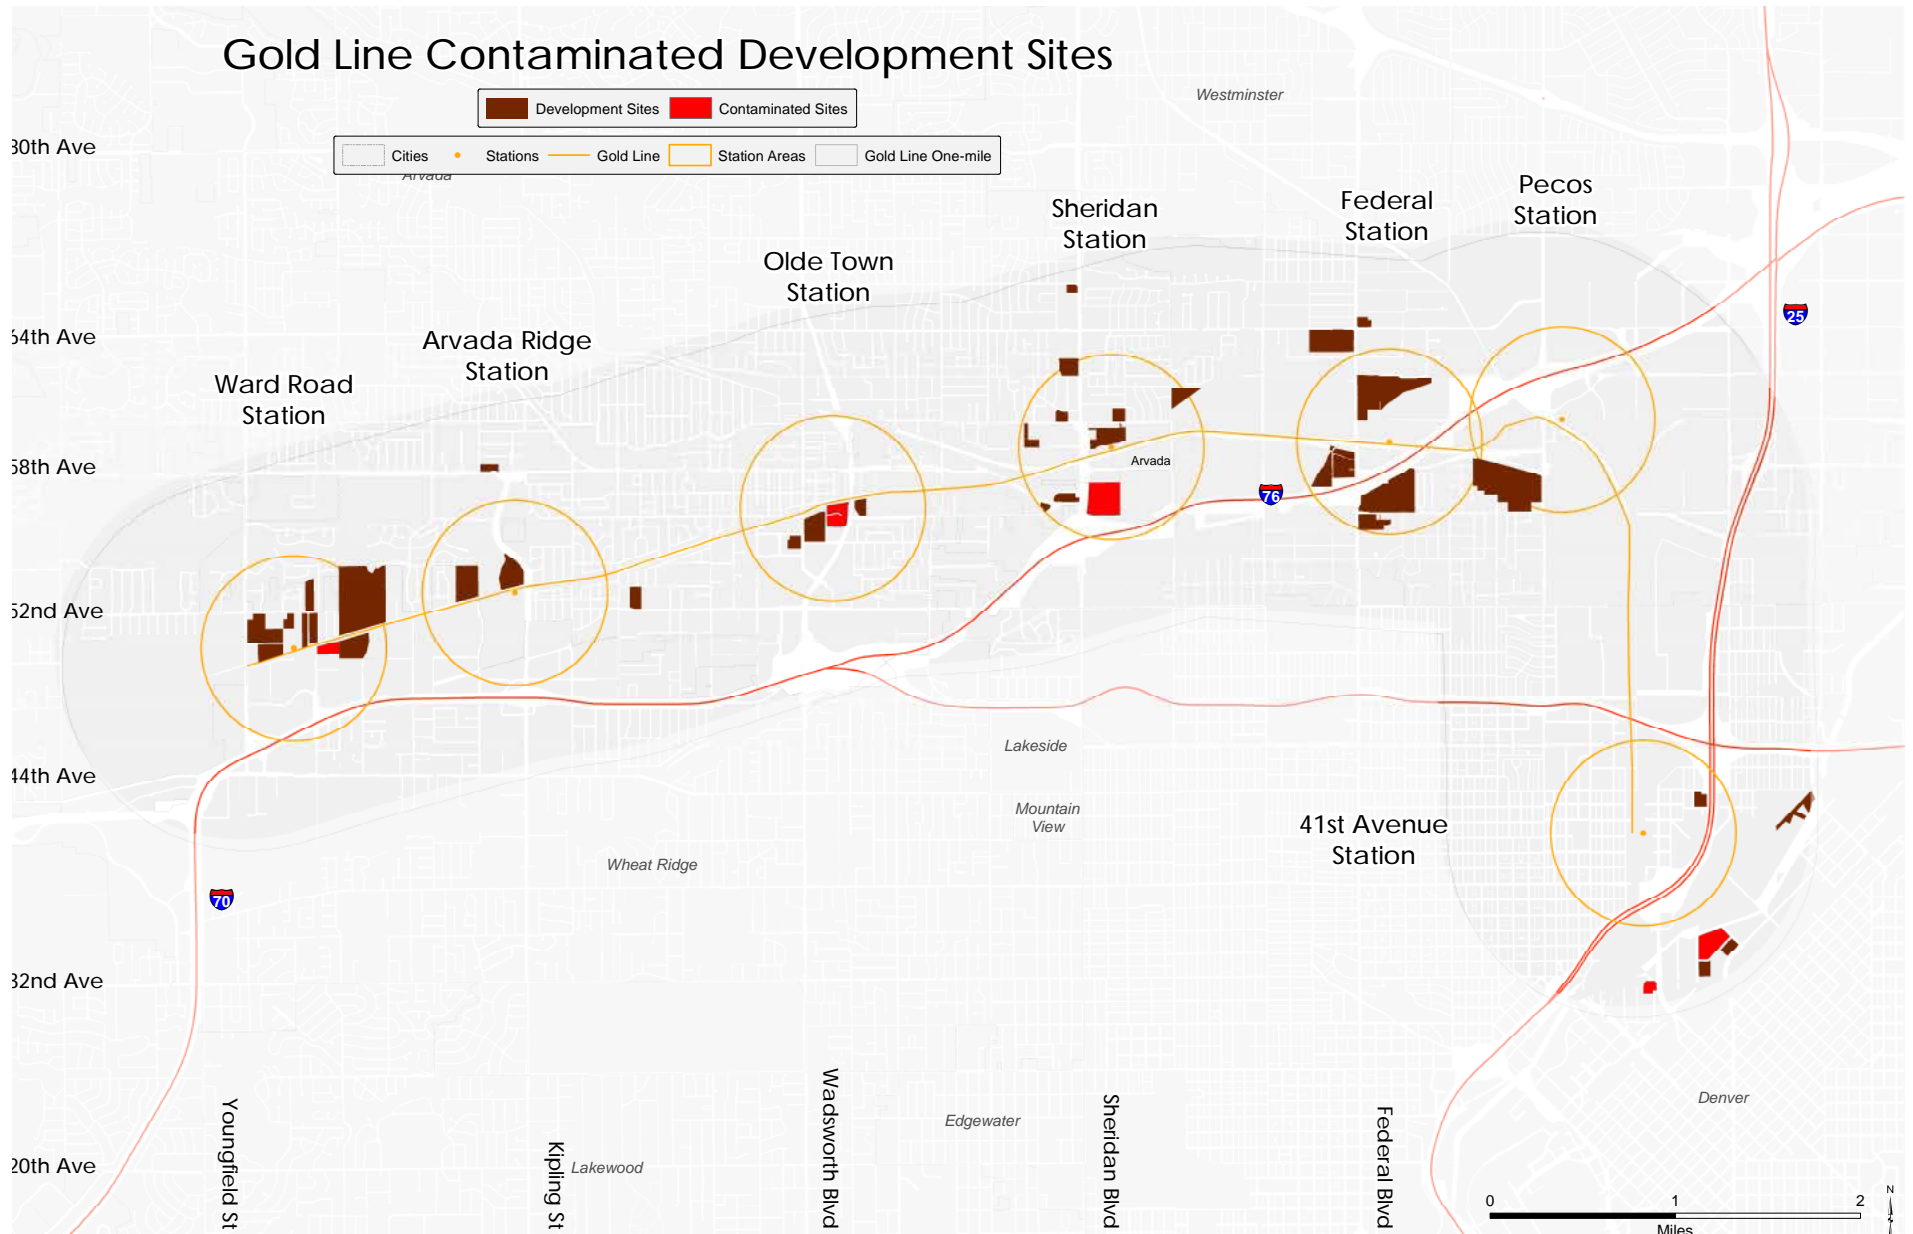 Gold Line Contaminated Development Sites
Development Sites
Contaminated Sites
Cities
Stations
Gold Line
Station Areas
Gold Line One-mile
Westminster
Arvada
80th Ave
Pecos
Station
Federal
Station
Sheridan
Station
Olde Town
Station
25
64th Ave
Arvada Ridge
Station
Ward Road
Station
58th Ave
Arvada
76
52nd Ave
Lakeside
44th Ave
Mountain
View
41st Avenue
Station
Wheat Ridge
70
32nd Ave
Youngfield St
Kipling St
Wadsworth Blvd
Sheridan Blvd
Federal Blvd
Edgewater
Denver
20th Ave
Lakewood
0 1 2
Miles
N